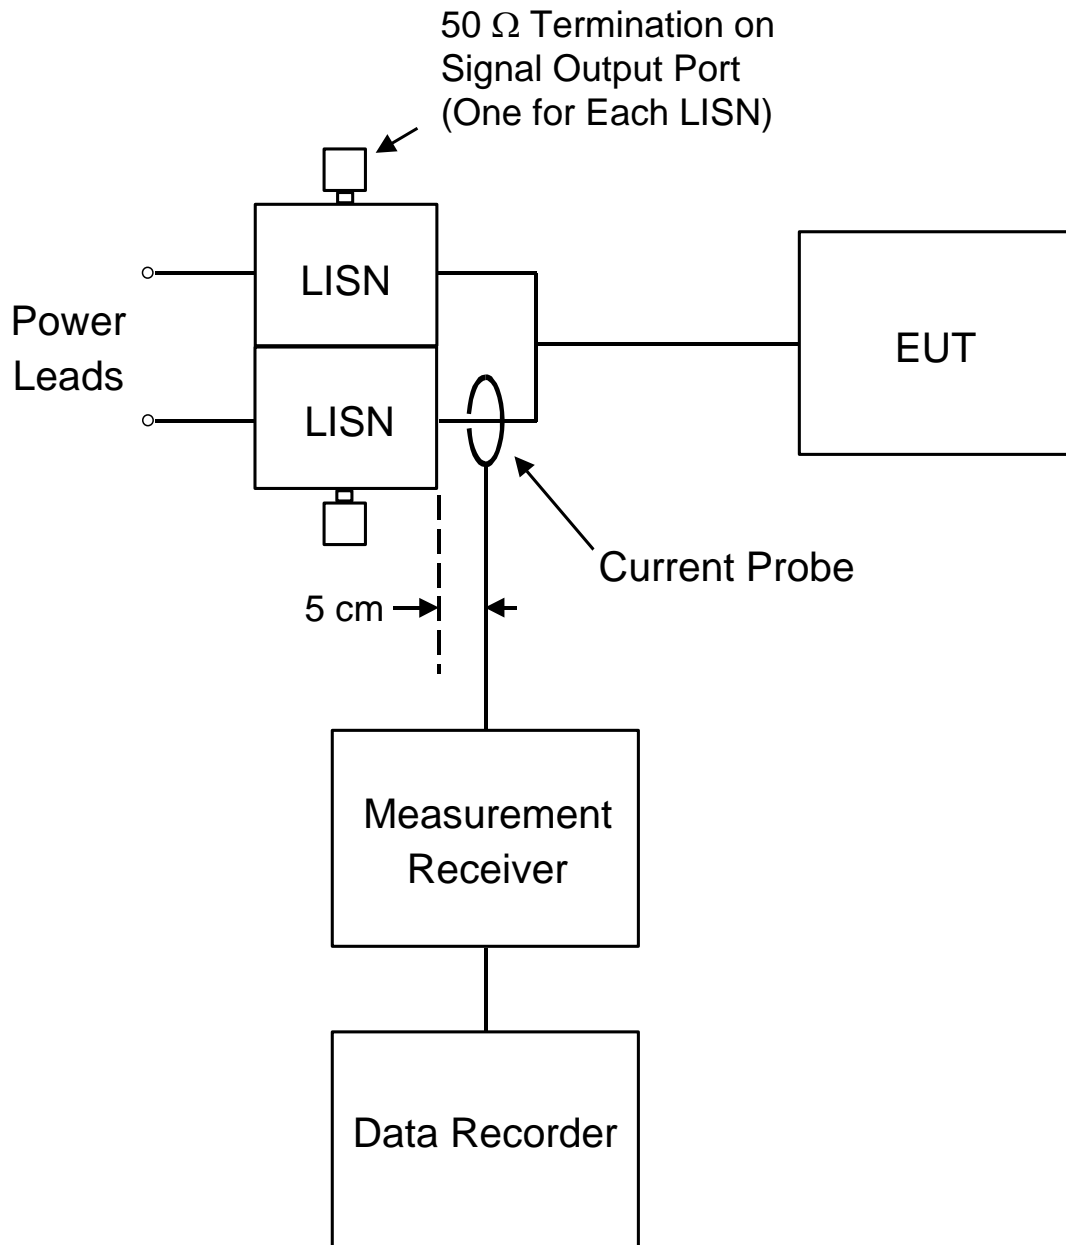 50 Ω Termination on
Signal Output Port
(One for Each LISN)
LISN
Power
Leads
EUT
LISN
Current Probe
5 cm
Measurement
Receiver
Data Recorder